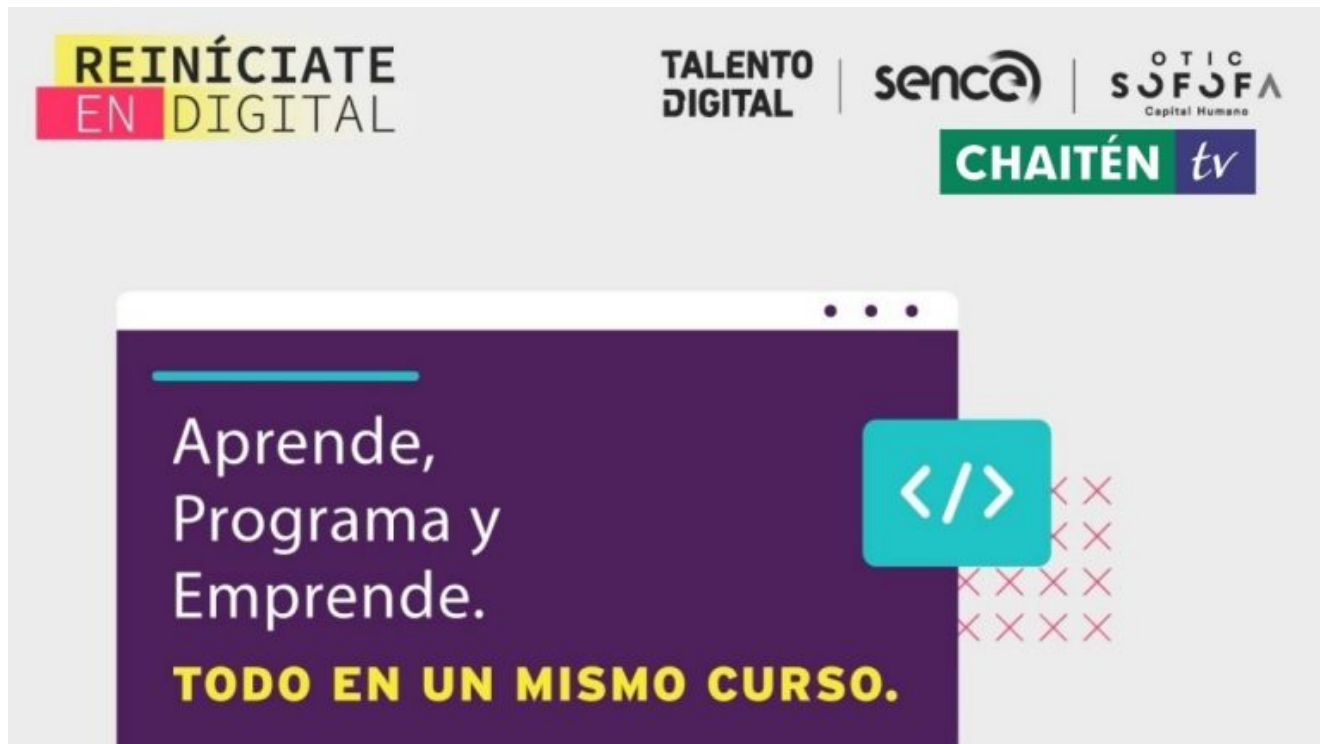 REINÍCIATE
EN DIGITAL
TALENTO
DIGITAL
sence
OTIC
SOFOFA
Capital Humano
CHAITÉN tv
Aprende,
Programa y
Emprende.
</>
TODO EN UN MISMO CURSO.